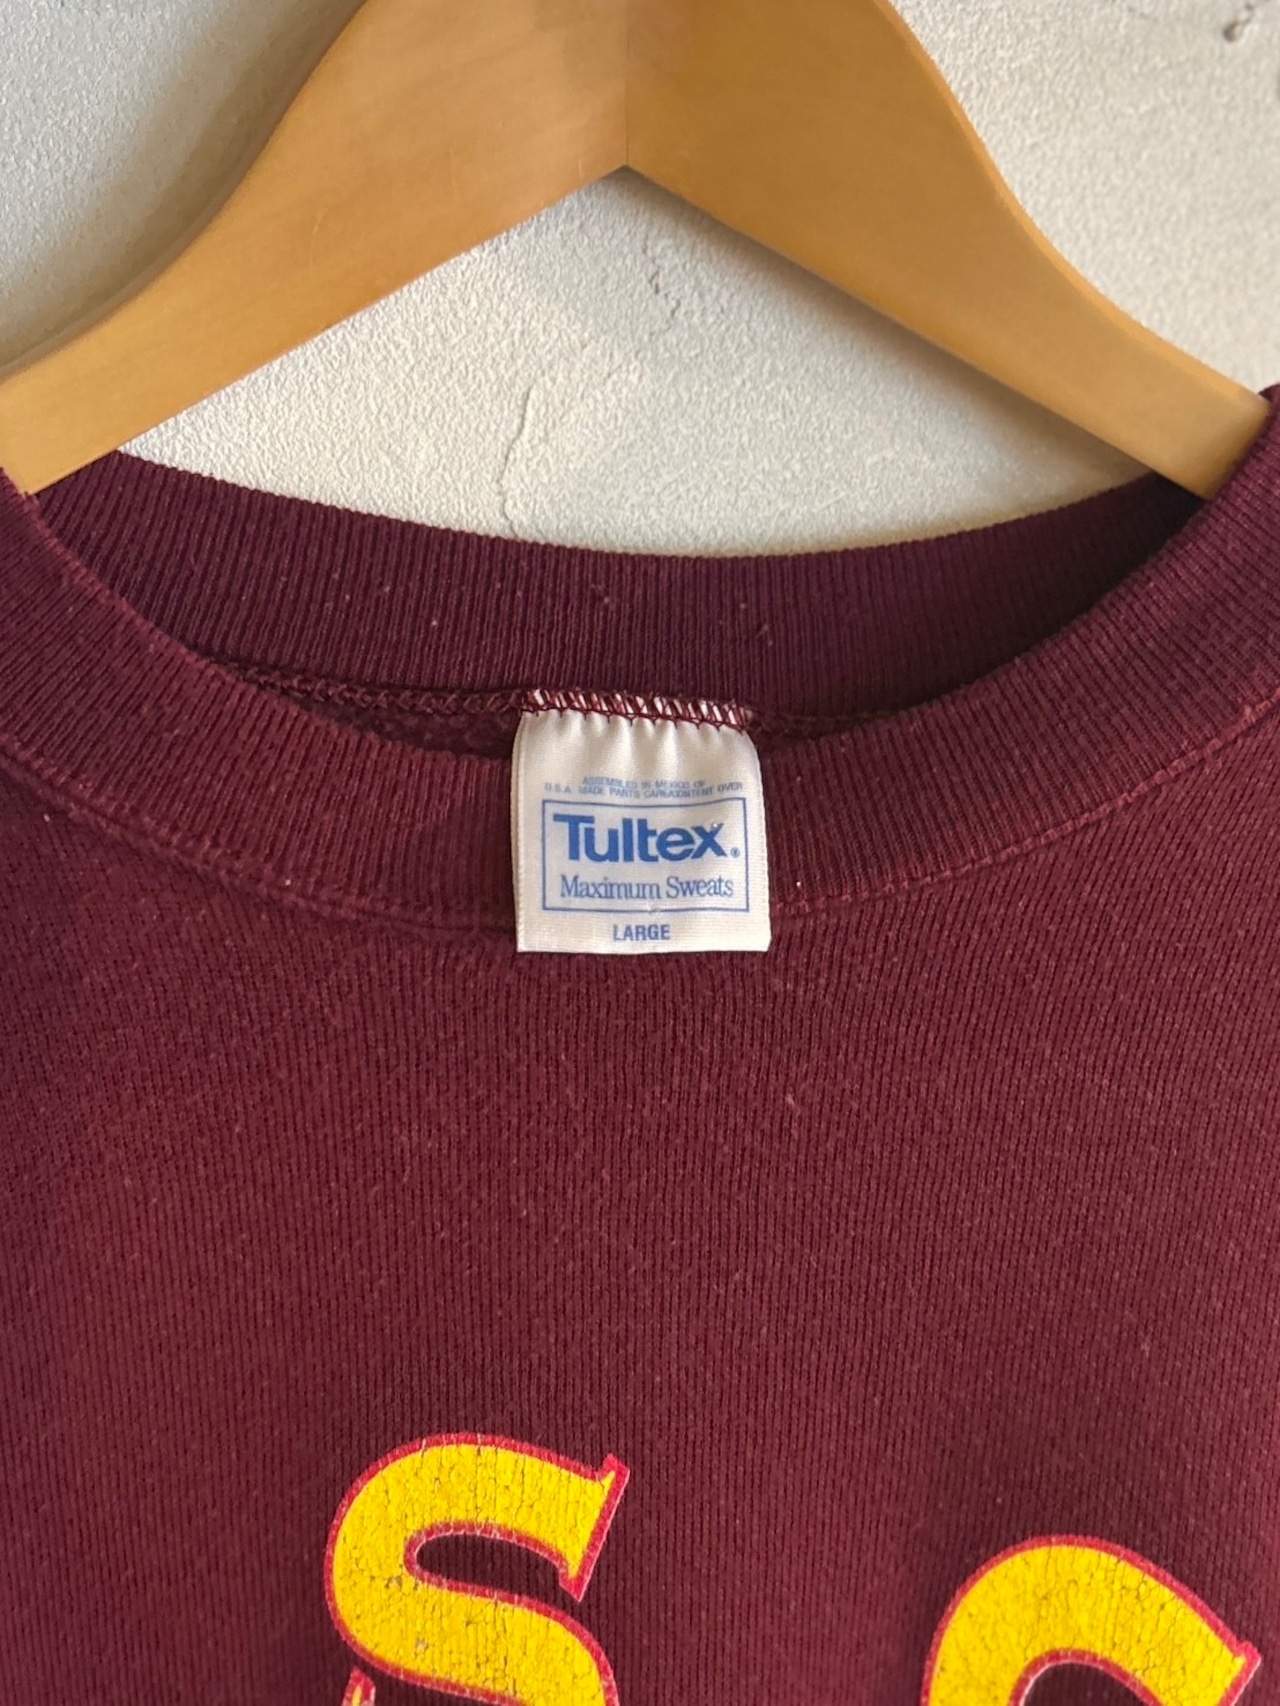 ASSEMBLED IN MEXICO OF
U.S.A MADE PARTS CARE/CONTENT OVER
Tultex®
Maximum Sweats
LARGE
S C